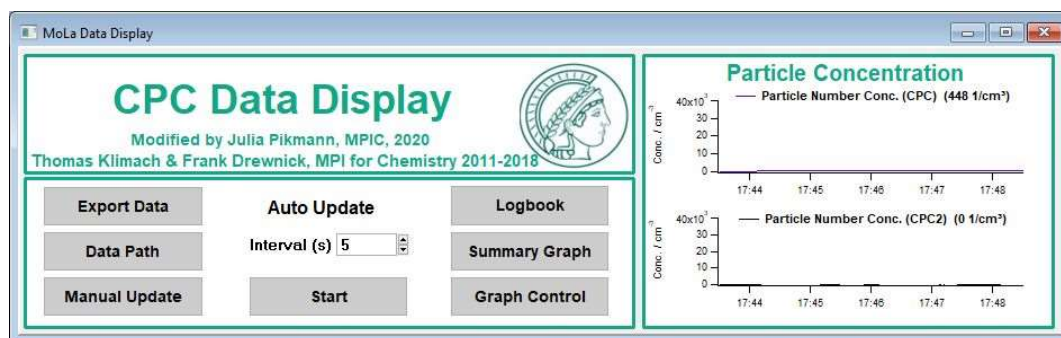 MoLa Data Display
CPC Data Display
Modified by Julia Pikmann, MPIC, 2020
Thomas Klimach & Frank Drewnick, MPI for Chemistry 2011-2018
Export Data
Auto Update
Logbook
Data Path
Interval (s) 5
Summary Graph
Manual Update
Start
Graph Control
Particle Concentration
Conc. / cm⁻³
40x10³
30
20
10
0
Particle Number Conc. (CPC) (448 1/cm³)
17:44 17:45 17:46 17:47 17:48
Conc. / cm⁻³
40x10³
30
20
10
0
Particle Number Conc. (CPC2) (0 1/cm³)
17:44 17:45 17:46 17:47 17:48